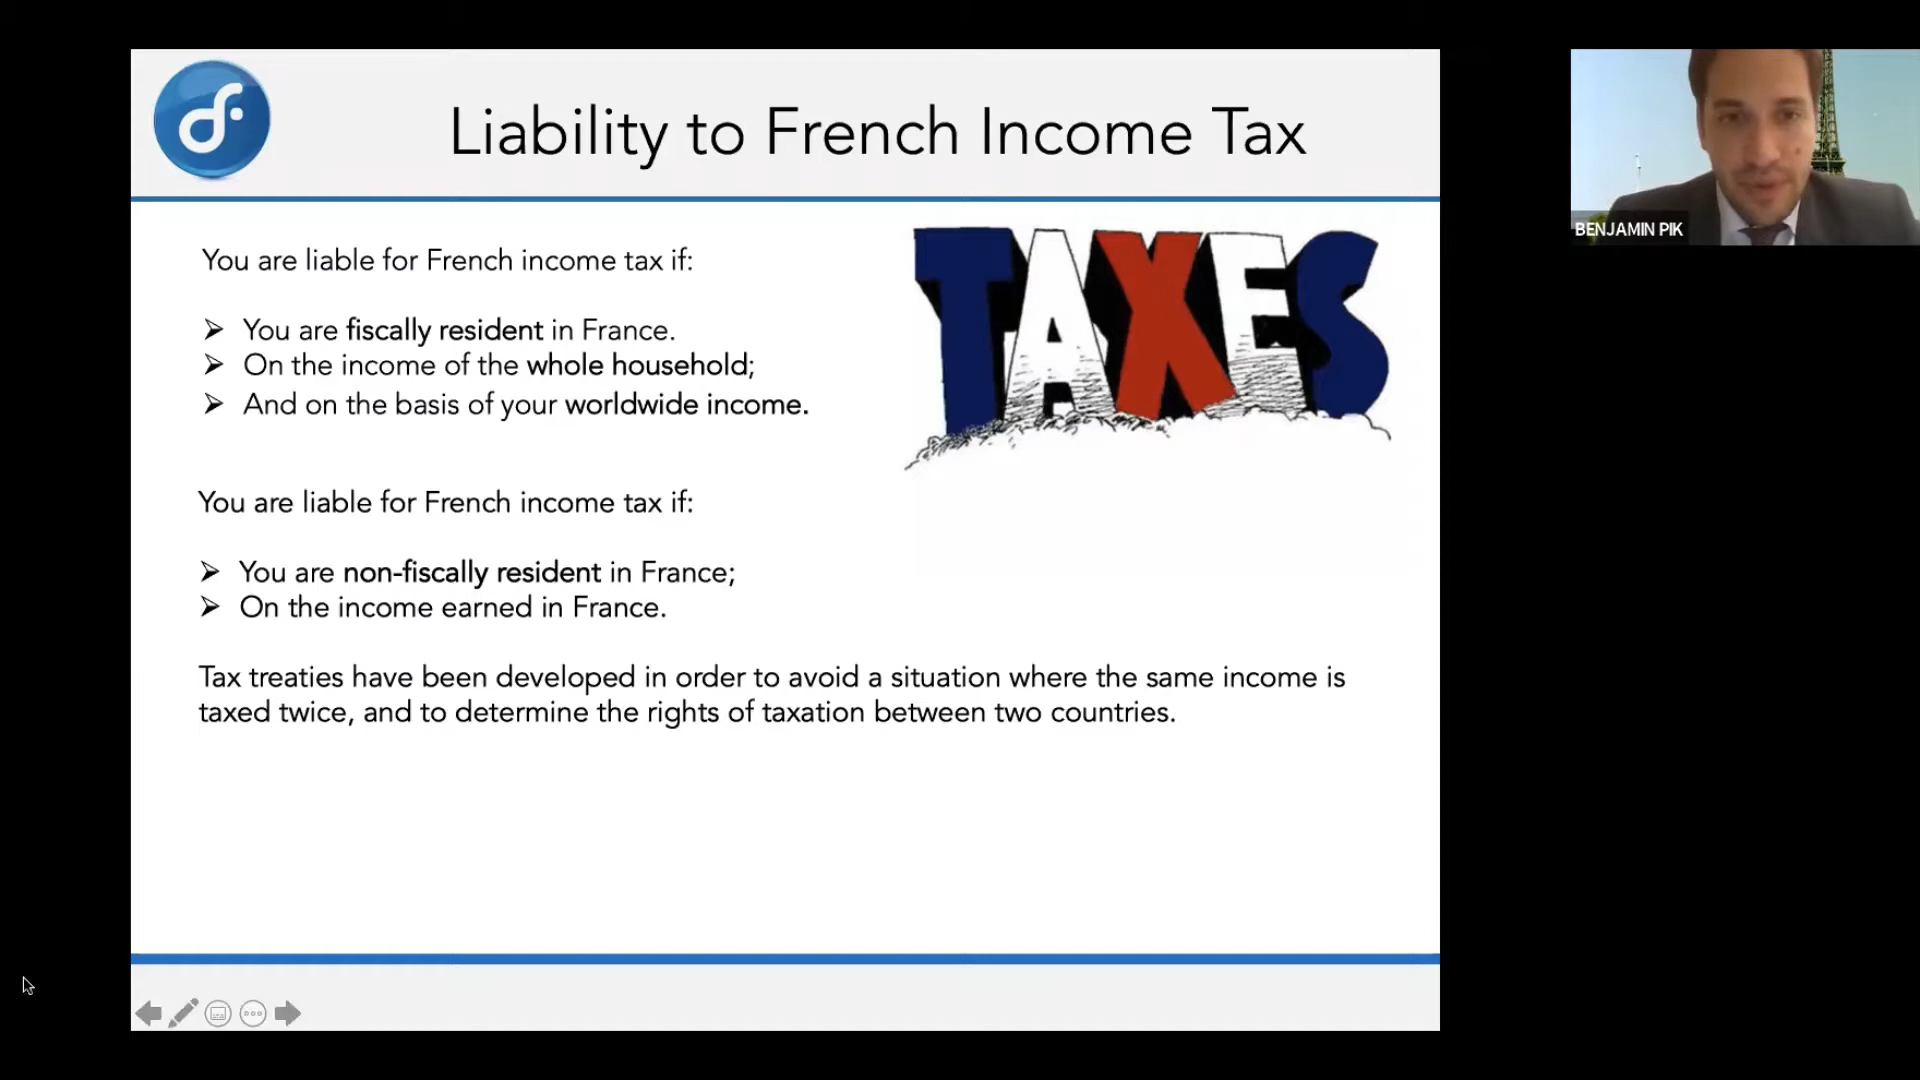 Liability to French Income Tax
BENJAMIN PIK
TAXES
You are liable for French income tax if:
➢ You are fiscally resident in France.
➢ On the income of the whole household;
➢ And on the basis of your worldwide income.
You are liable for French income tax if:
➢ You are non-fiscally resident in France;
➢ On the income earned in France.
Tax treaties have been developed in order to avoid a situation where the same income is
taxed twice, and to determine the rights of taxation between two countries.